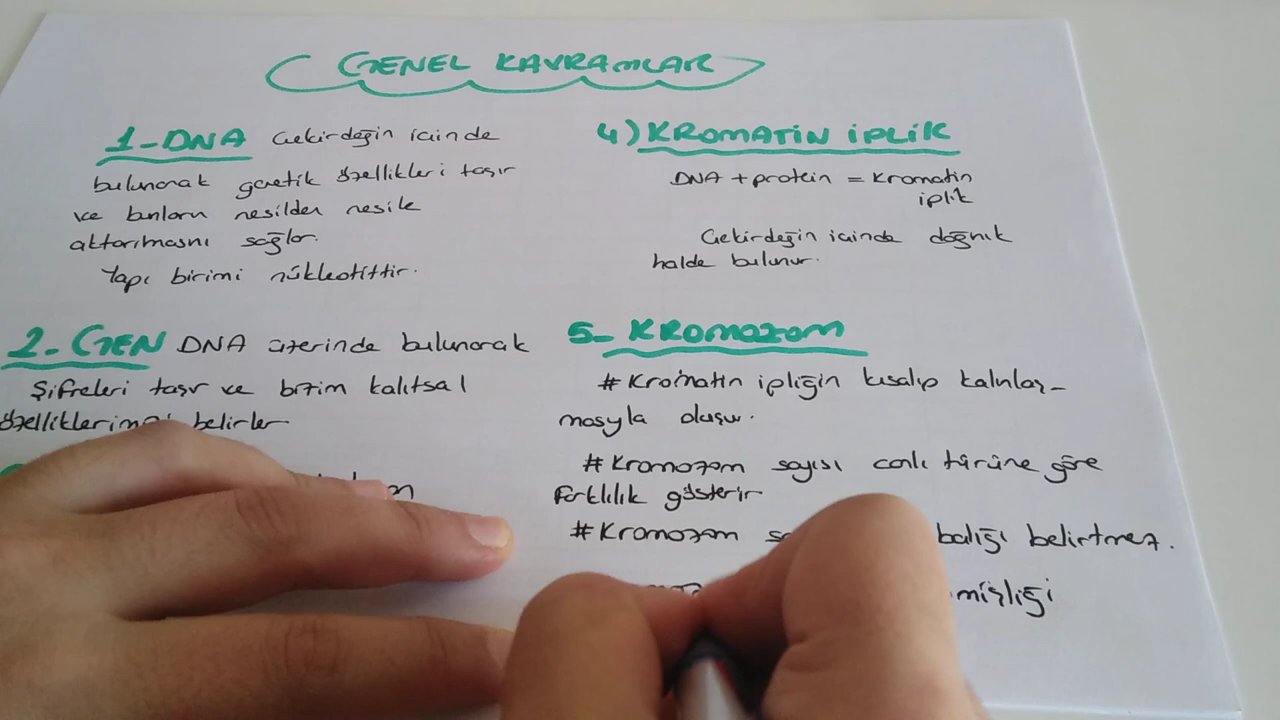 GENEL KAVRAMLAR
1-DNA Çekirdeğin içinde
bulunarak genetik özellikleri taşır
ve bunların nesilden nesile
aktarılmasını sağlar.
Yapı birimi nükleotittir.
2- GEN DNA üzerinde bulunarak
Şifreleri taşır ve bizim kalıtsal
özelliklerimizi belirler
4) KROMATİN İPLİK
DNA + protein = Kromatin
iplik
Çekirdeğin içinde dağınık
halde bulunur.
5- KROMOZOM
#Kromatin ipliğin kısalıp kalınlaş-
masıyla oluşur.
#Kromozom sayısı canlı türüne göre
farklılık gösterir
#Kromozom balığı belirtmez.
mişliği